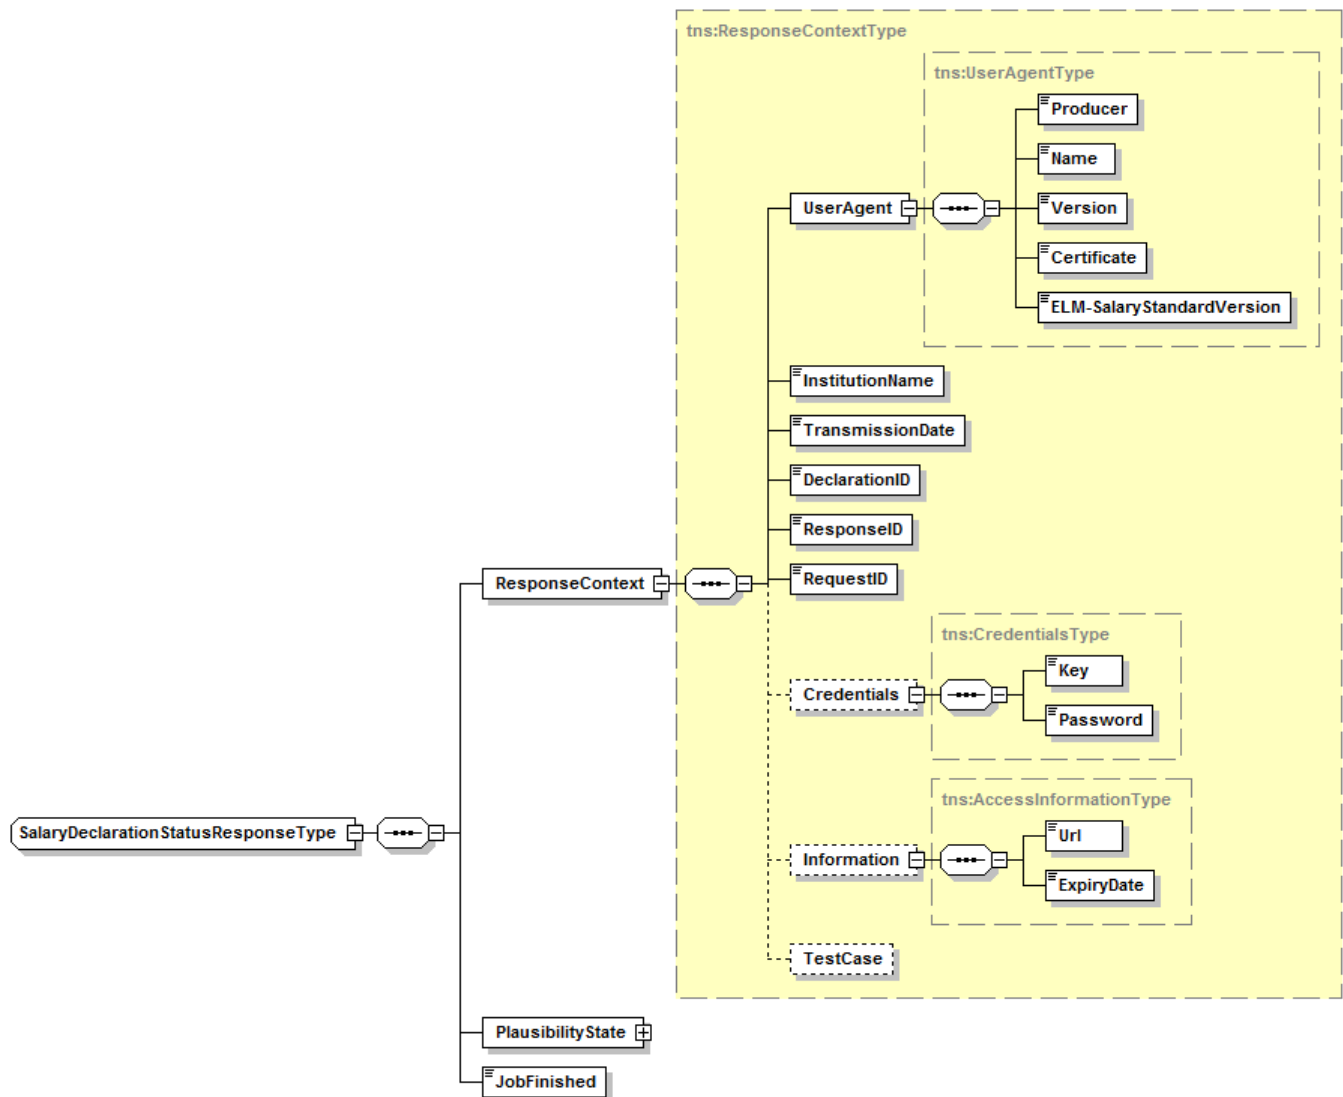 tns:ResponseContextType
tns:UserAgentType
Producer
Name
UserAgent
Version
Certificate
ELM-SalaryStandardVersion
InstitutionName
TransmissionDate
DeclarationID
ResponseID
ResponseContext
RequestID
tns:CredentialsType
Key
Credentials
Password
tns:AccessInformationType
SalaryDeclarationStatusResponseType
Url
Information
ExpiryDate
TestCase
PlausibilityState
JobFinished